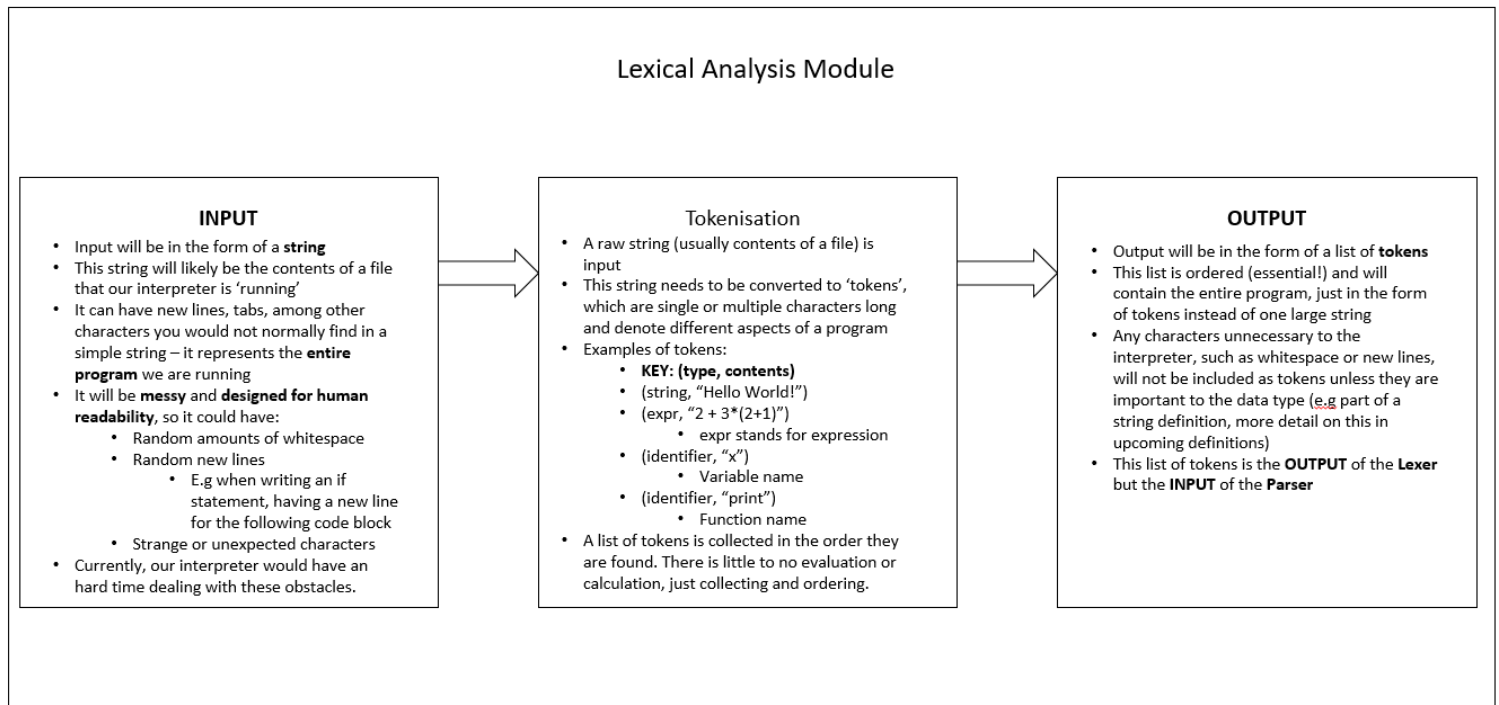 Lexical Analysis Module
INPUT
• Input will be in the form of a string
• This string will likely be the contents of a file
that our interpreter is ‘running’
• It can have new lines, tabs, among other
characters you would not normally find in a
simple string – it represents the entire
program we are running
• It will be messy and designed for human
readability, so it could have:
• Random amounts of whitespace
• Random new lines
• E.g when writing an if
statement, having a new line
for the following code block
• Strange or unexpected characters
• Currently, our interpreter would have an
hard time dealing with these obstacles.
Tokenisation
• A raw string (usually contents of a file) is
input
• This string needs to be converted to ‘tokens’,
which are single or multiple characters long
and denote different aspects of a program
• Examples of tokens:
• KEY: (type, contents)
• (string, “Hello World!”)
• (expr, “2 + 3*(2+1)”)
• expr stands for expression
• (identifier, “x”)
• Variable name
• (identifier, “print”)
• Function name
• A list of tokens is collected in the order they
are found. There is little to no evaluation or
calculation, just collecting and ordering.
OUTPUT
• Output will be in the form of a list of tokens
• This list is ordered (essential!) and will
contain the entire program, just in the form
of tokens instead of one large string
• Any characters unnecessary to the
interpreter, such as whitespace or new lines,
will not be included as tokens unless they are
important to the data type (e.g part of a
string definition, more detail on this in
upcoming definitions)
• This list of tokens is the OUTPUT of the Lexer
but the INPUT of the Parser